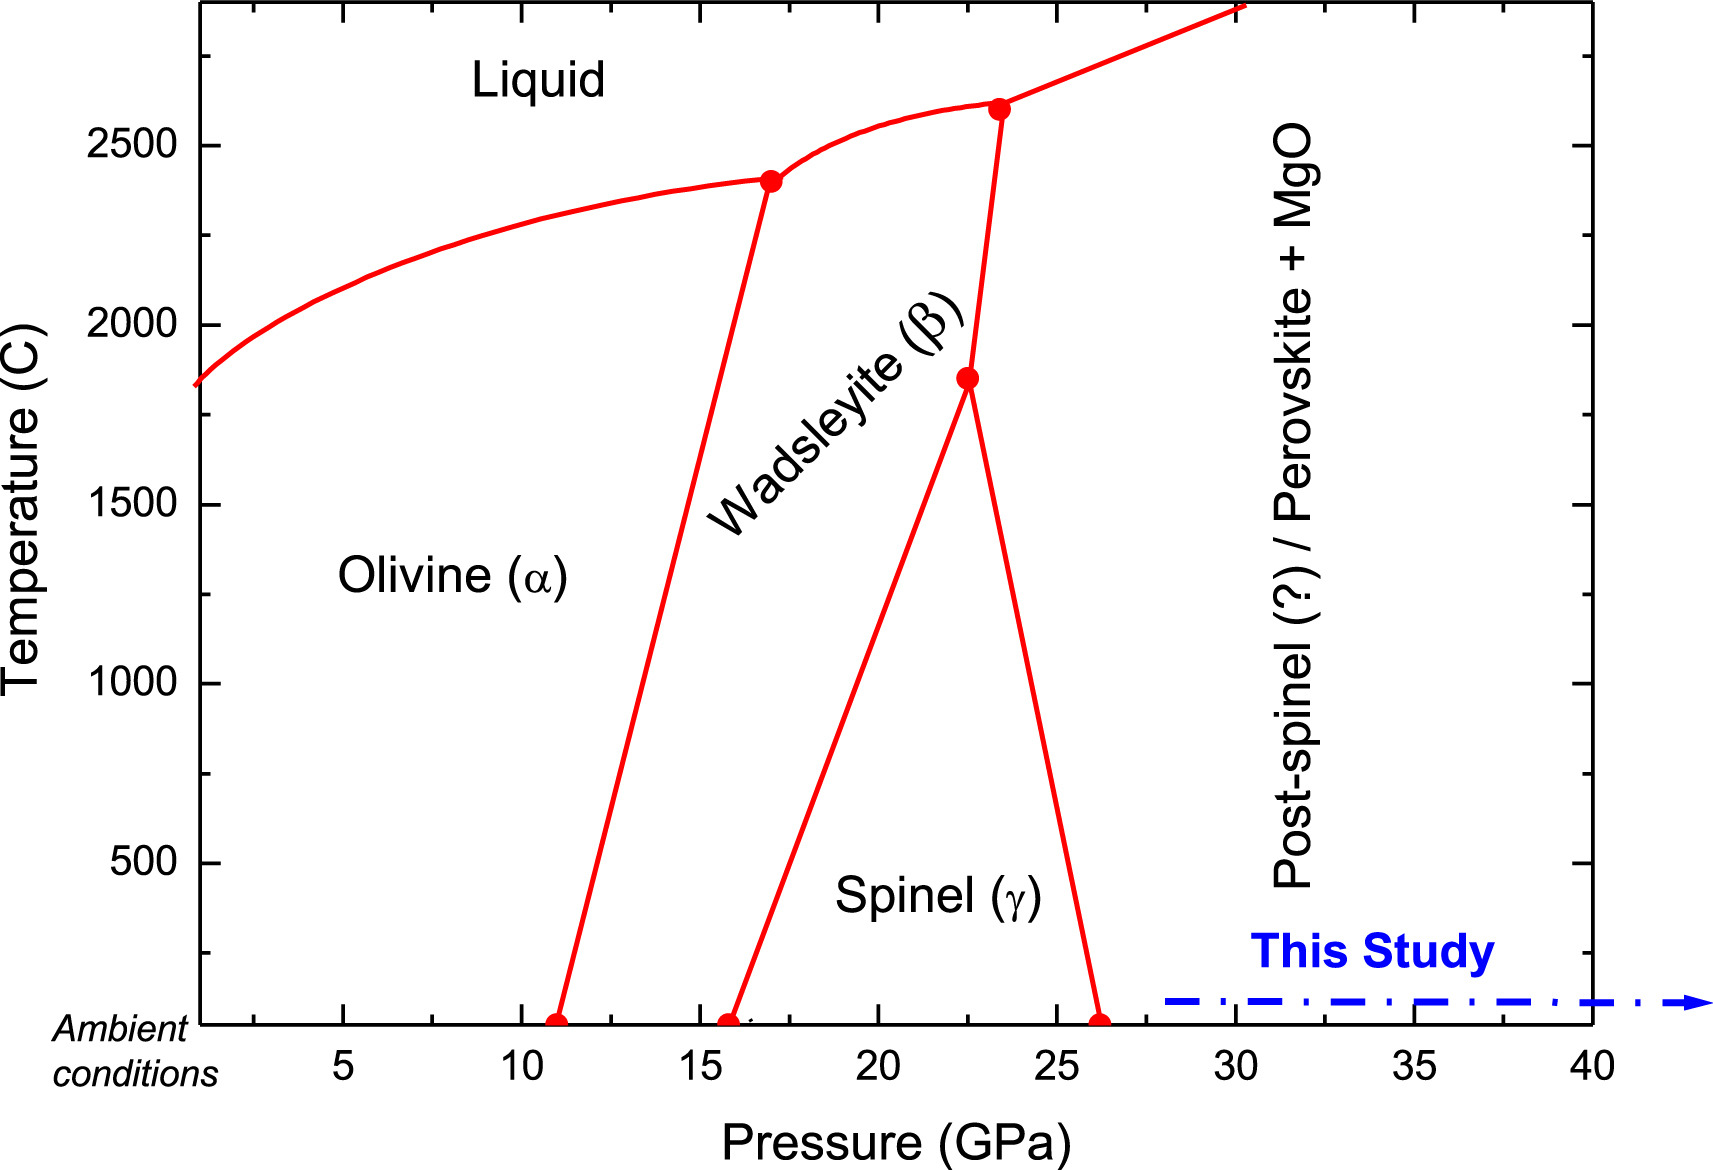 Liquid
2500
2000
1500
1000
500
Temperature (C)
Olivine (α)
Wadsleyite (β)
Spinel (γ)
Post-spinel (?) / Perovskite + MgO
This Study
Ambient
conditions
5 10 15 20 25 30 35 40
Pressure (GPa)